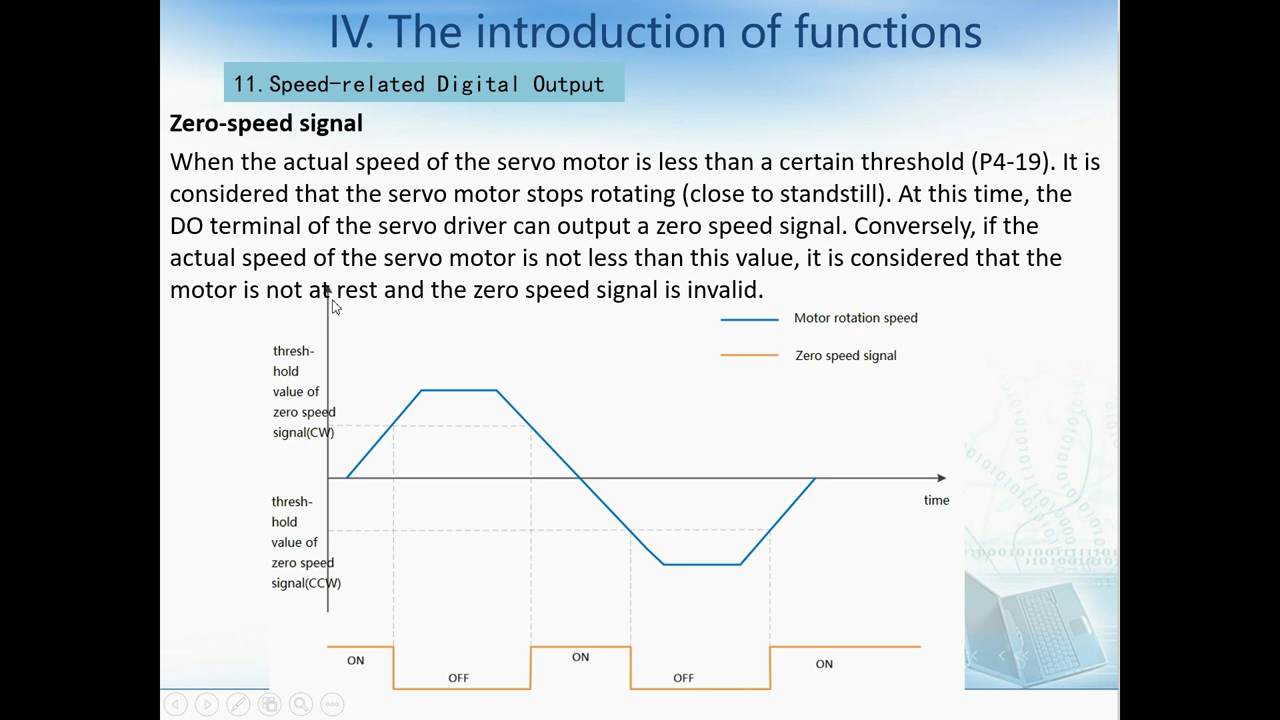 IV. The introduction of functions
11. Speed-related Digital Output
Zero-speed signal
When the actual speed of the servo motor is less than a certain threshold (P4-19). It is
considered that the servo motor stops rotating (close to standstill). At this time, the
DO terminal of the servo driver can output a zero speed signal. Conversely, if the
actual speed of the servo motor is not less than this value, it is considered that the
motor is not at rest and the zero speed signal is invalid.
Motor rotation speed
Zero speed signal
thresh-
hold
value of
zero speed
signal(CW)
time
thresh-
hold
value of
zero speed
signal(CCW)
ON
OFF
ON
OFF
ON